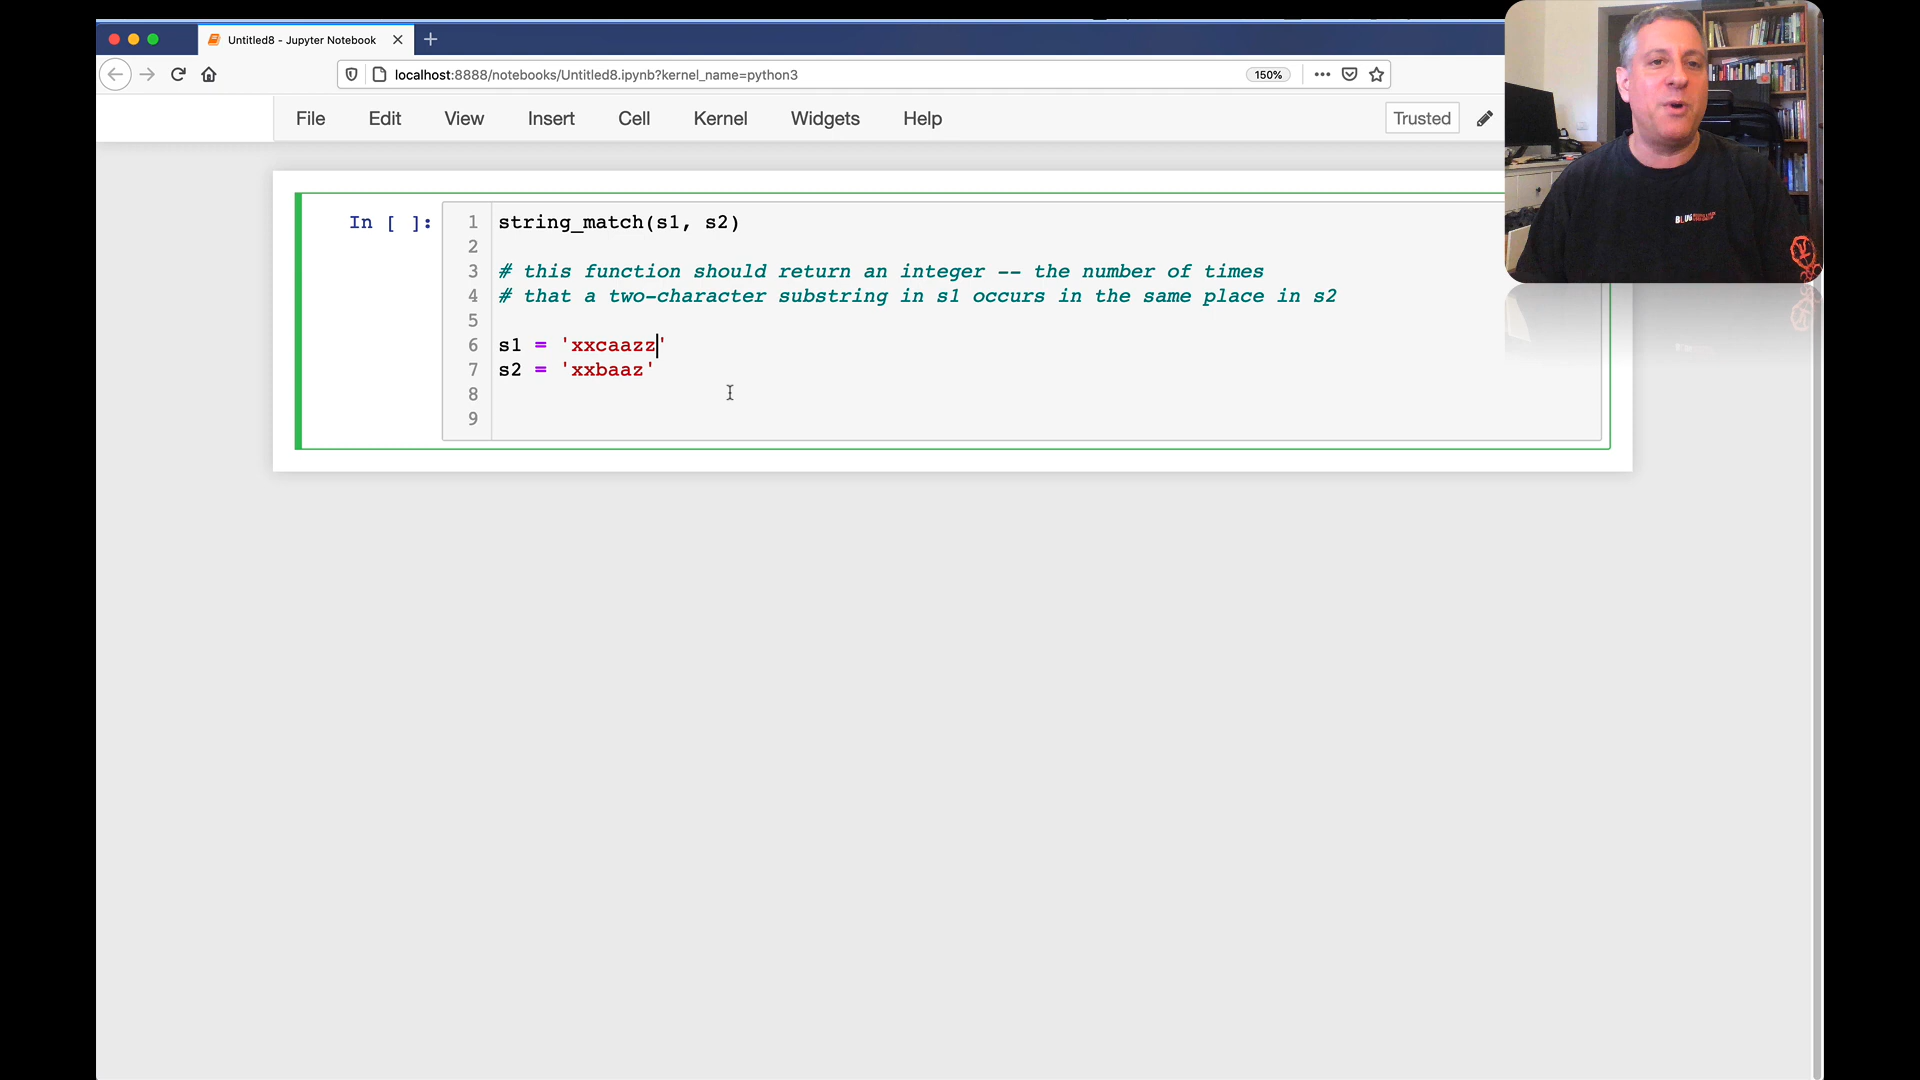 Untitled8 - Jupyter Notebook
localhost:8888/notebooks/Untitled8.ipynb?kernel_name=python3
150%
File Edit View Insert Cell Kernel Widgets Help
Trusted
In [ ]:
1 string_match(s1, s2)
2
3 # this function should return an integer -- the number of times
4 # that a two-character substring in s1 occurs in the same place in s2
5
6 s1 = 'xxcaazz'
7 s2 = 'xxbaaz'
8
9